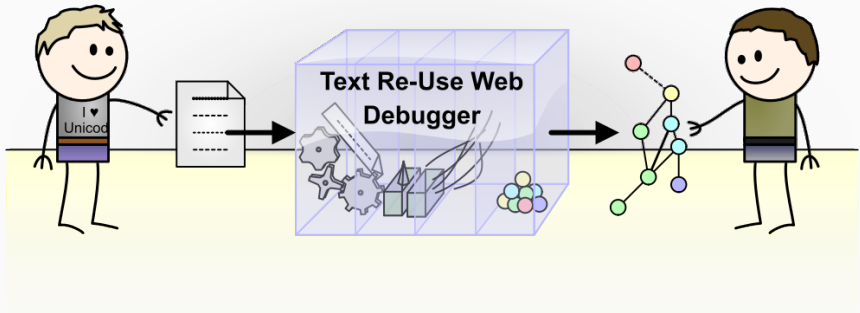 I ♥
Unicod
Text Re-Use Web
Debugger